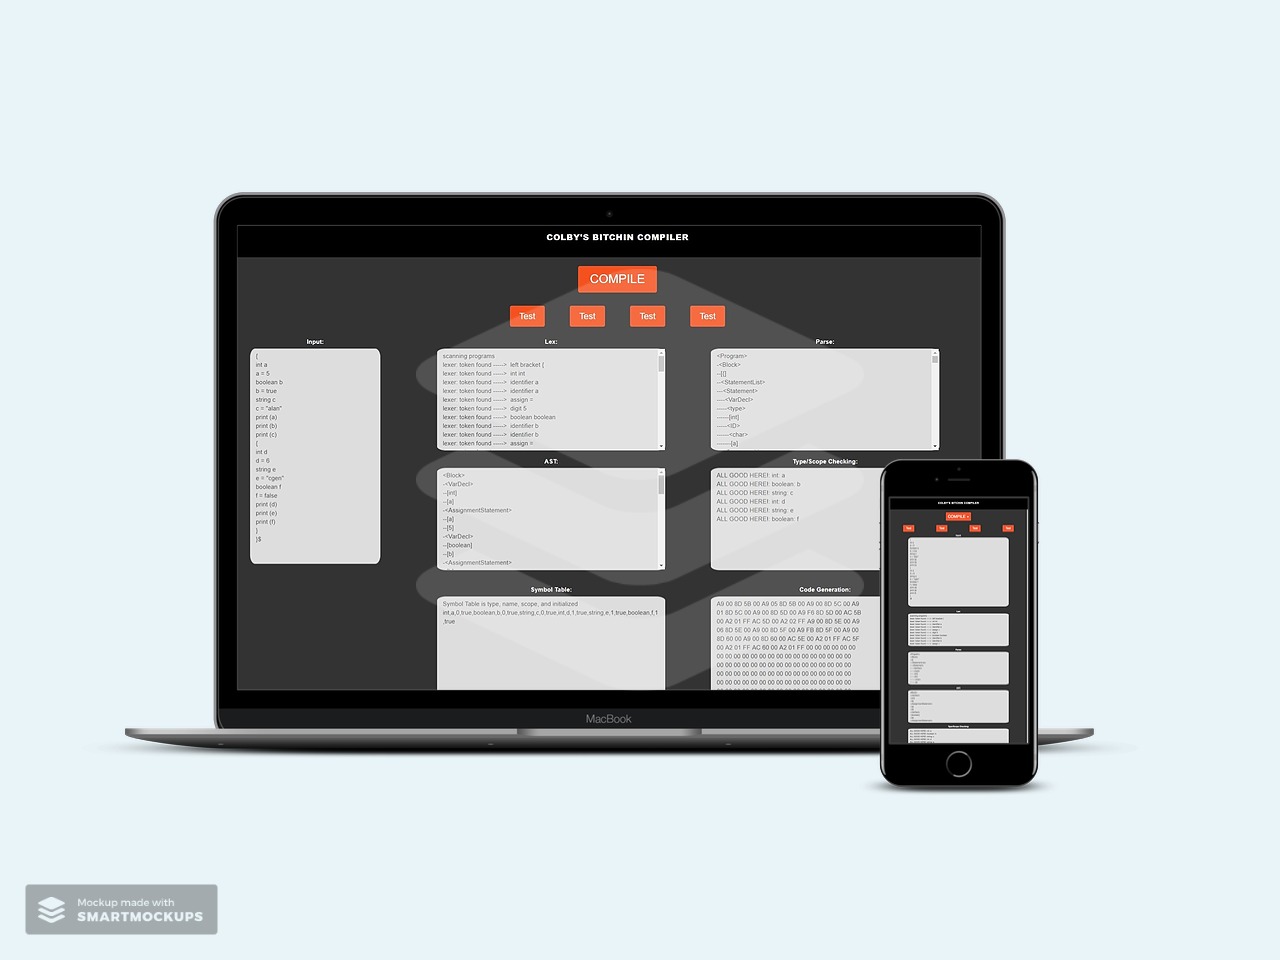 COLBY'S BITCHIN COMPILER
COMPILE
Test
Test
Test
Test
Input:
{
int a
a = 5
boolean b
b = true
string c
c = "alan"
print (a)
print (b)
print (c)
{
int d
d = 6
string e
e = "cgen"
boolean f
f = false
print (d)
print (e)
print (f)
}
}$
Lex:
scanning programs
lexer: token found -----> left bracket {
lexer: token found -----> int int
lexer: token found -----> identifier a
lexer: token found -----> identifier a
lexer: token found -----> assign =
lexer: token found -----> digit 5
lexer: token found -----> boolean boolean
lexer: token found -----> identifier b
lexer: token found -----> identifier b
lexer: token found -----> assign =
Parse:
<Program>
-<Block>
--[{]
--<StatementList>
---<Statement>
----<VarDecl>
-----<type>
------[int]
-----<ID>
------<char>
-------[a]
AST:
<Block>
-<VarDecl>
--[int]
--[a]
-<AssignmentStatement>
--[a]
--[5]
-<VarDecl>
--[boolean]
--[b]
-<AssignmentStatement>
Type/Scope Checking:
ALL GOOD HERE!: int: a
ALL GOOD HERE!: boolean: b
ALL GOOD HERE!: string: c
ALL GOOD HERE!: int: d
ALL GOOD HERE!: string: e
ALL GOOD HERE!: boolean: f
Symbol Table:
Symbol Table is type, name, scope, and initialized
int,a,0,true,boolean,b,0,true,string,c,0,true,int,d,1,true,string,e,1,true,boolean,f,1
,true
Code Generation:
A9 00 8D 5B 00 A9 05 8D 5B 00 A9 00 8D 5C 00 A9
01 8D 5C 00 A9 00 8D 5D 00 A9 F6 8D 5D 00 AC 5B
00 A2 01 FF AC 5D 00 A2 02 FF A9 00 8D 5E 00 A9
06 8D 5E 00 A9 00 8D 5F 00 A9 FB 8D 5F 00 A9 00
8D 60 00 A9 00 8D 60 00 AC 5E 00 A2 01 FF AC 5F
00 A2 01 FF AC 60 00 A2 01 FF 00 00 00 00 00 00
00 00 00 00 00 00 00 00 00 00 00 00 00 00 00
00 00 00 00 00 00 00 00 00 00 00 00 00 00 00
00 00 00 00 00 00 00 00 00 00 00 00 00 00 00
00 00 00 00 00 00 00 00 00 00 00 00 00 00 00
MacBook
COLBY'S BITCHIN COMPILER
COMPILE
Test
Test
Test
Test
Mockup made with
SMARTMOCKUPS